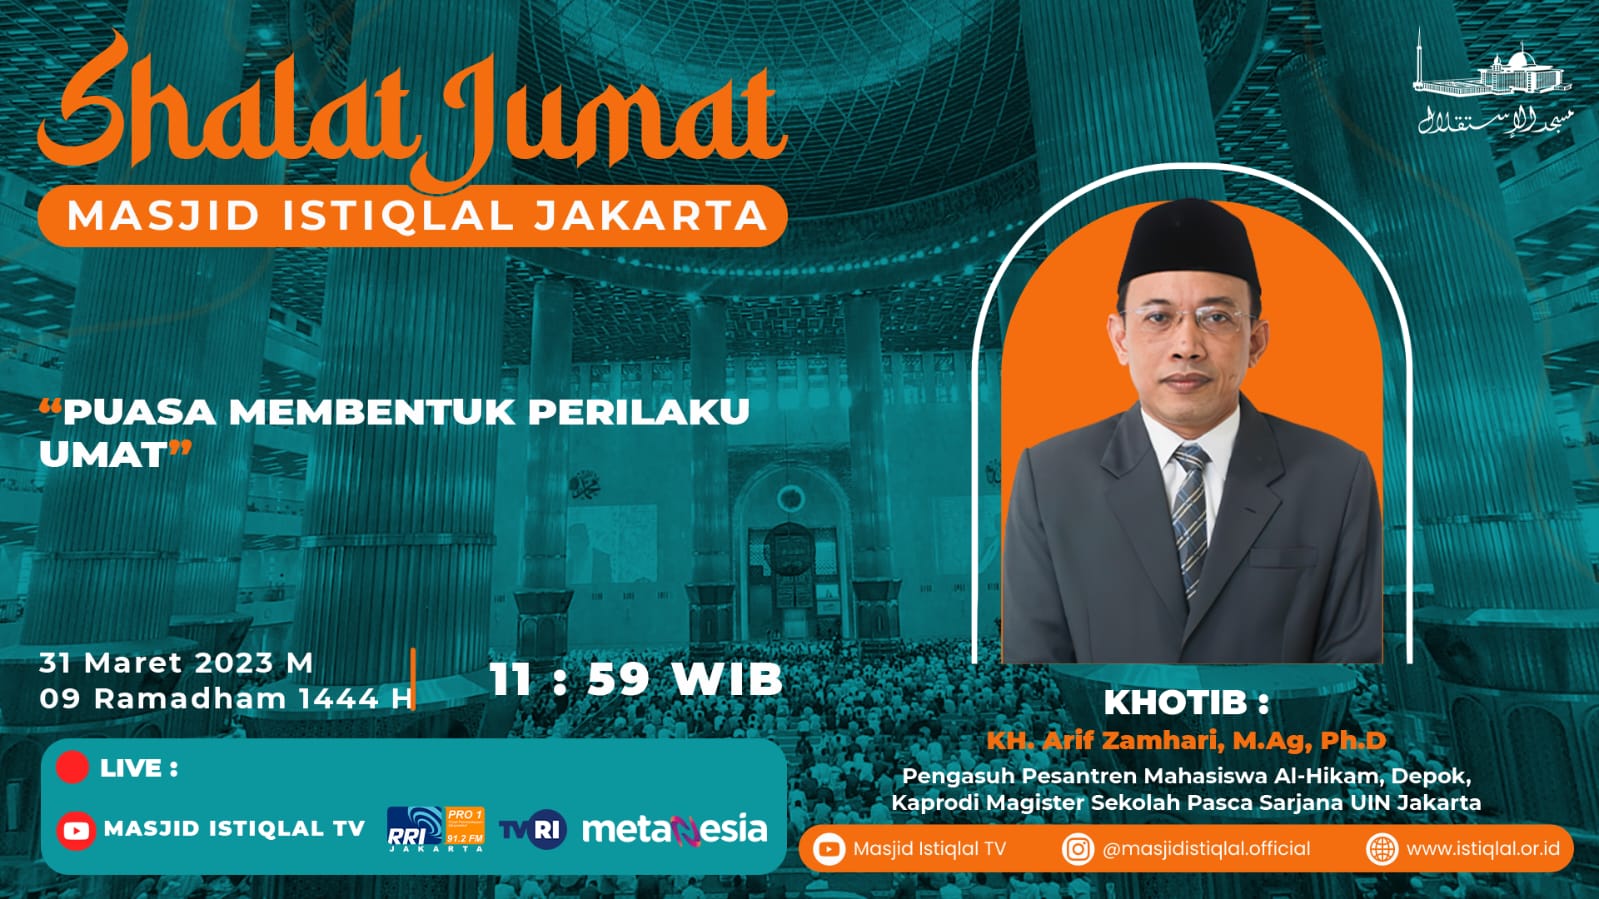 Shalat Jumat
MASJID ISTIQLAL JAKARTA
مسجد الإستقلال
“PUASA MEMBENTUK PERILAKU
UMAT”
31 Maret 2023 M
09 Ramadham 1444 H
11 : 59 WIB
LIVE :
MASJID ISTIQLAL TV
RRI
JAKARTA
PRO 1
91.2 FM
TVRI
metanesia
KHOTIB :
KH. Arif Zamhari, M.Ag, Ph.D
Pengasuh Pesantren Mahasiswa Al-Hikam, Depok,
Kaprodi Magister Sekolah Pasca Sarjana UIN Jakarta
Masjid Istiqlal TV
@masjidistiqlal.official
www.istiqlal.or.id